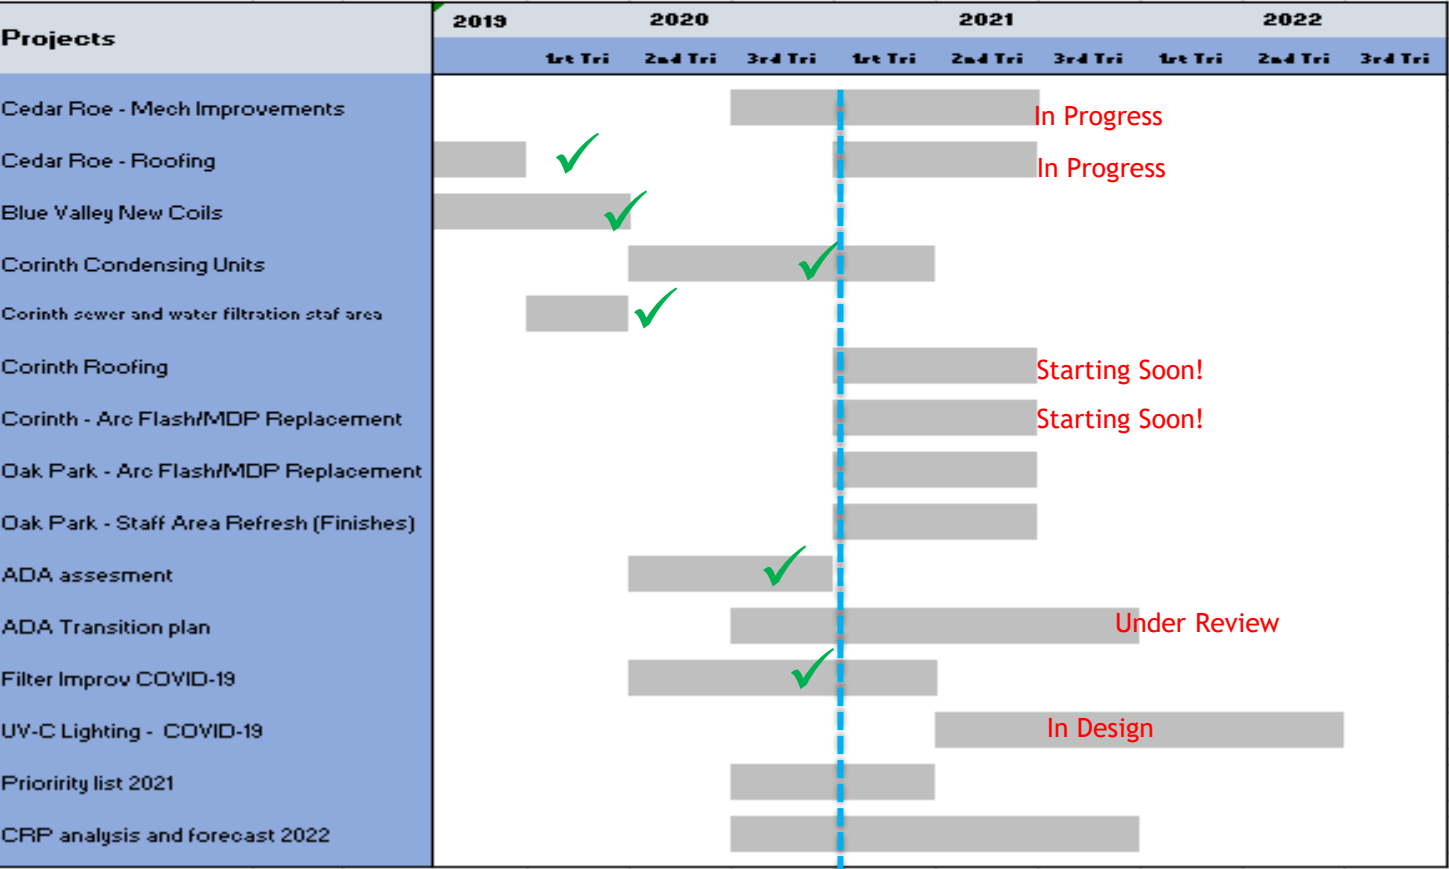 Projects 2019 2020 2021 2022
1rt Tri 2nd Tri 3rd Tri 1rt Tri 2nd Tri 3rd Tri 1rt Tri 2nd Tri 3rd Tri
Cedar Roe - Mech Improvements In Progress
Cedar Roe - Roofing In Progress
Blue Valley New Coils
Corinth Condensing Units
Corinth sewer and water filtration staf area
Corinth Roofing Starting Soon!
Corinth - Arc Flash/MDP Replacement Starting Soon!
Oak Park - Arc Flash/MDP Replacement
Oak Park - Staff Area Refresh (Finishes)
ADA assesment
ADA Transition plan Under Review
Filter Improv COVID-19
UV-C Lighting - COVID-19 In Design
Prioririty list 2021
CRP analysis and forecast 2022